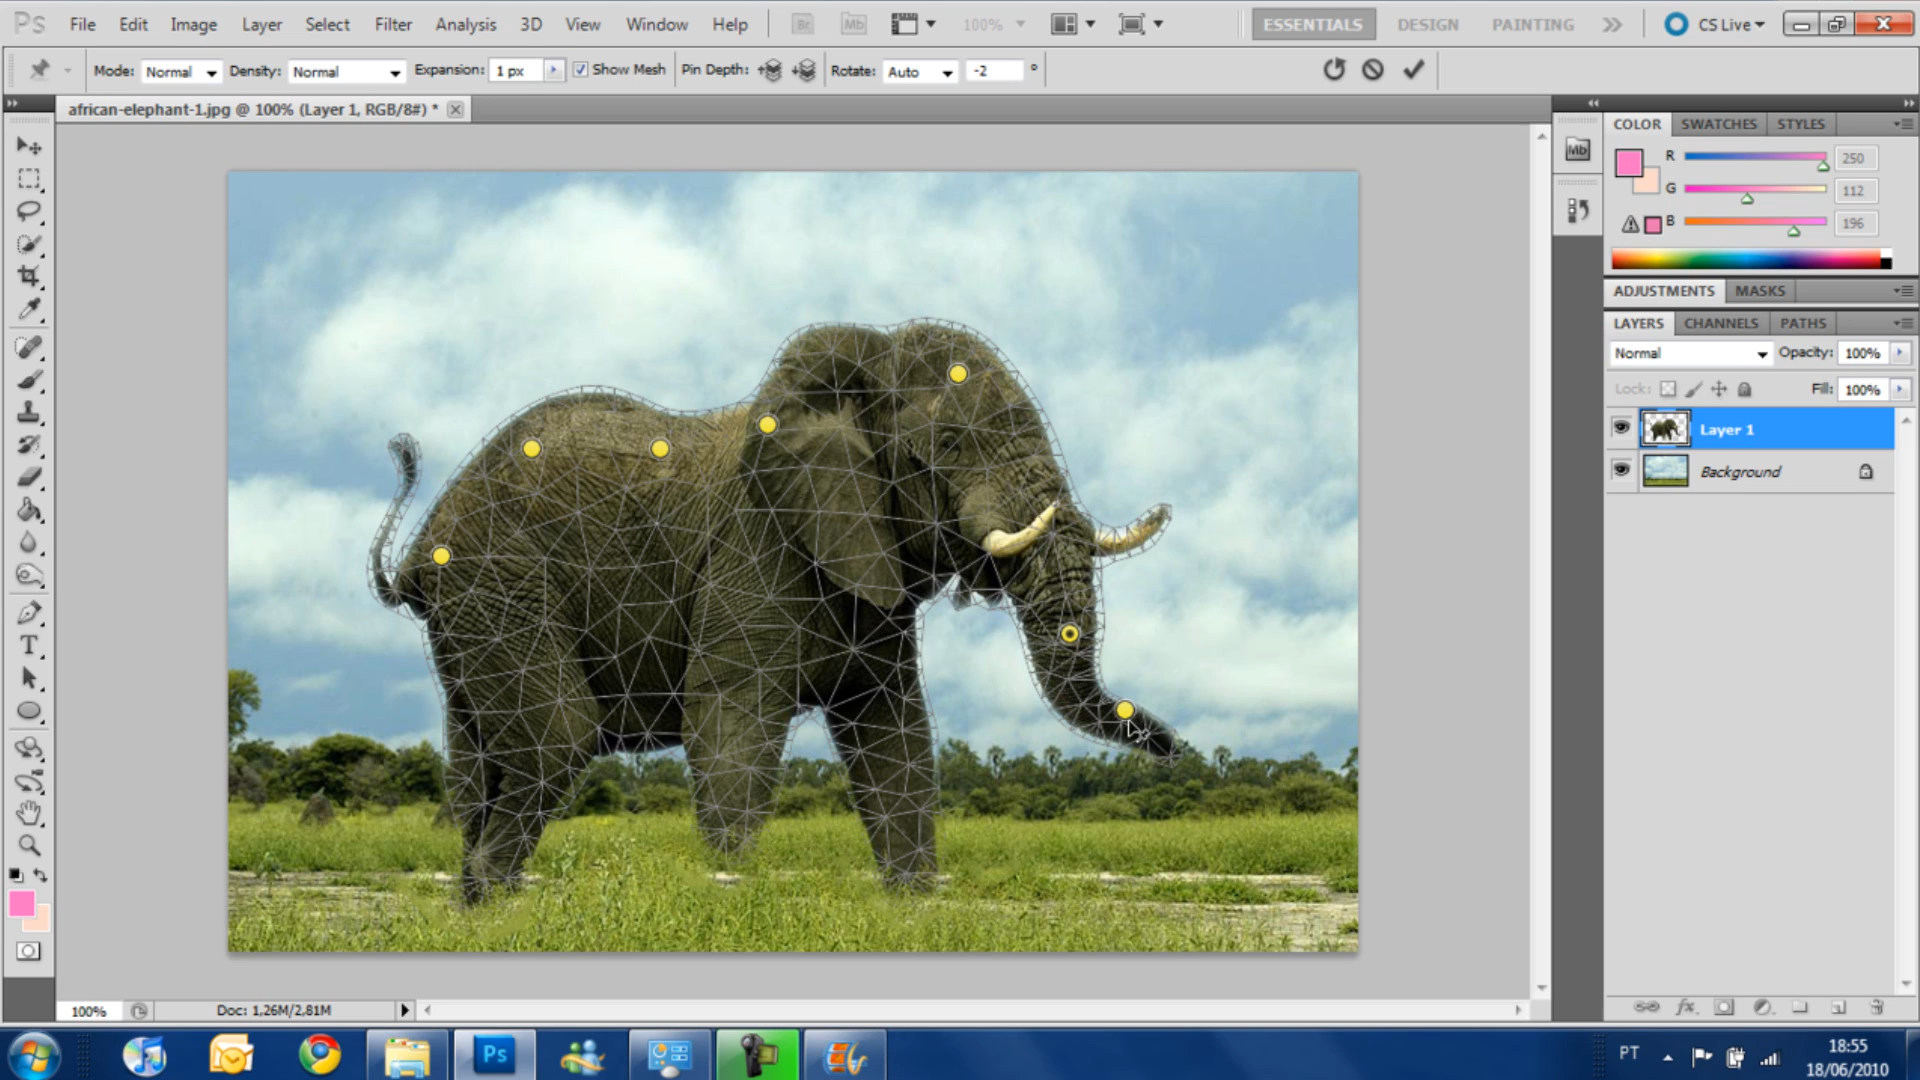 Ps File Edit Image Layer Select Filter Analysis 3D View Window Help Br Mb 100% ESSENTIALS DESIGN PAINTING CS Live
Mode: Normal Density: Normal Expansion: 1 px Show Mesh Pin Depth: Rotate: Auto -2 °
african-elephant-1.jpg @ 100% (Layer 1, RGB/8#) *
COLOR SWATCHES STYLES
Mb
R 250
G 112
B 196
ADJUSTMENTS MASKS
LAYERS CHANNELS PATHS
Normal Opacity: 100%
Lock: Fill: 100%
Layer 1
Background
T
100% Doc: 1,26M/2,81M
fx
Ps
PT
18:55
18/06/2010